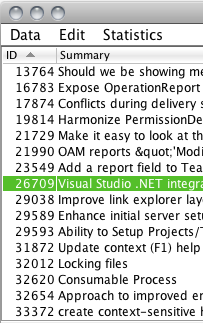 Data Edit Statistics
ID Summary
13764 Should we be showing me
16783 Expose OperationReport
17874 Conflicts during delivery s
19814 Harmonize PermissionDe
21729 Make it easy to look at th
21990 OAM reports &quot;'Modi
23549 Add a report field to Tea
26709 Visual Studio .NET integra
29038 Improve link explorer lay
29589 Enhance initial server set
29593 Ability to Setup Projects/T
31872 Update context (F1) help
32012 Locking files
32620 Consumable Process
32654 Approach to improved er
33372 create context-sensitive h